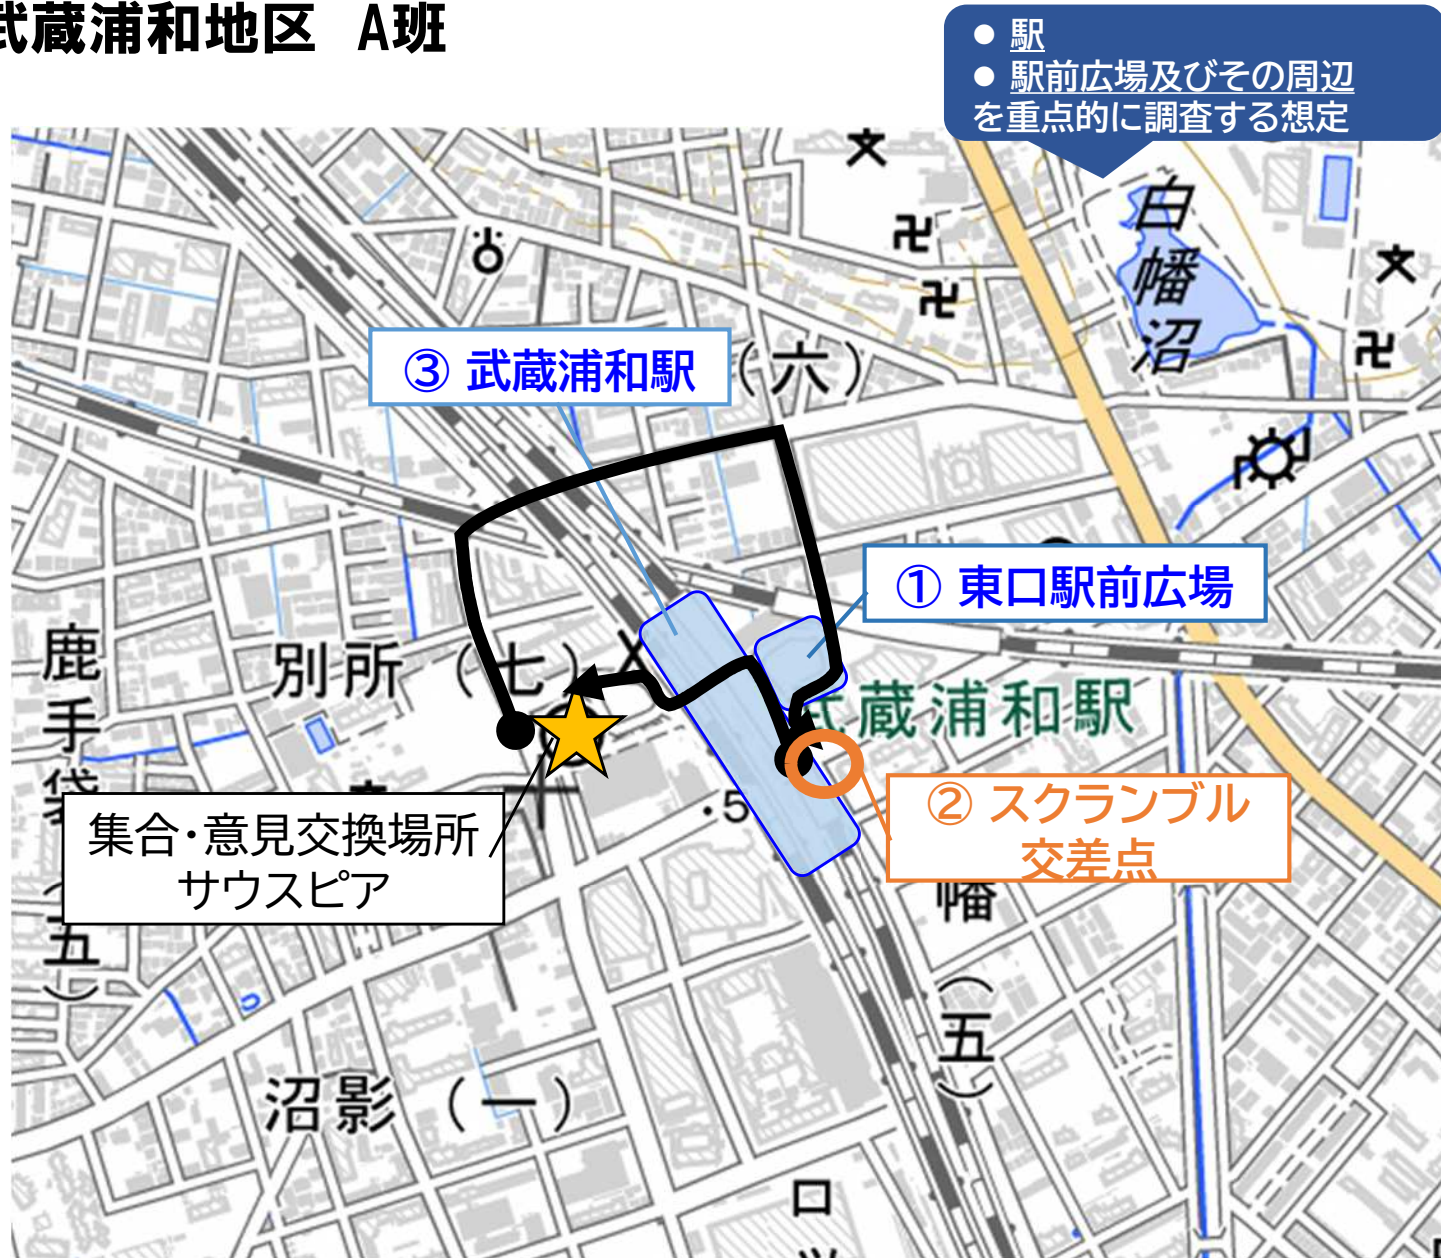 武蔵浦和地区 A班
● 駅
● 駅前広場及びその周辺
を重点的に調査する想定
白幡沼
③ 武蔵浦和駅
(六)
① 東口駅前広場
別所(七)
鹿手袋(五)
武蔵浦和駅
② スクランブル
交差点
・5
集合・意見交換場所
サウスピア
幡(五)
沼影(一)